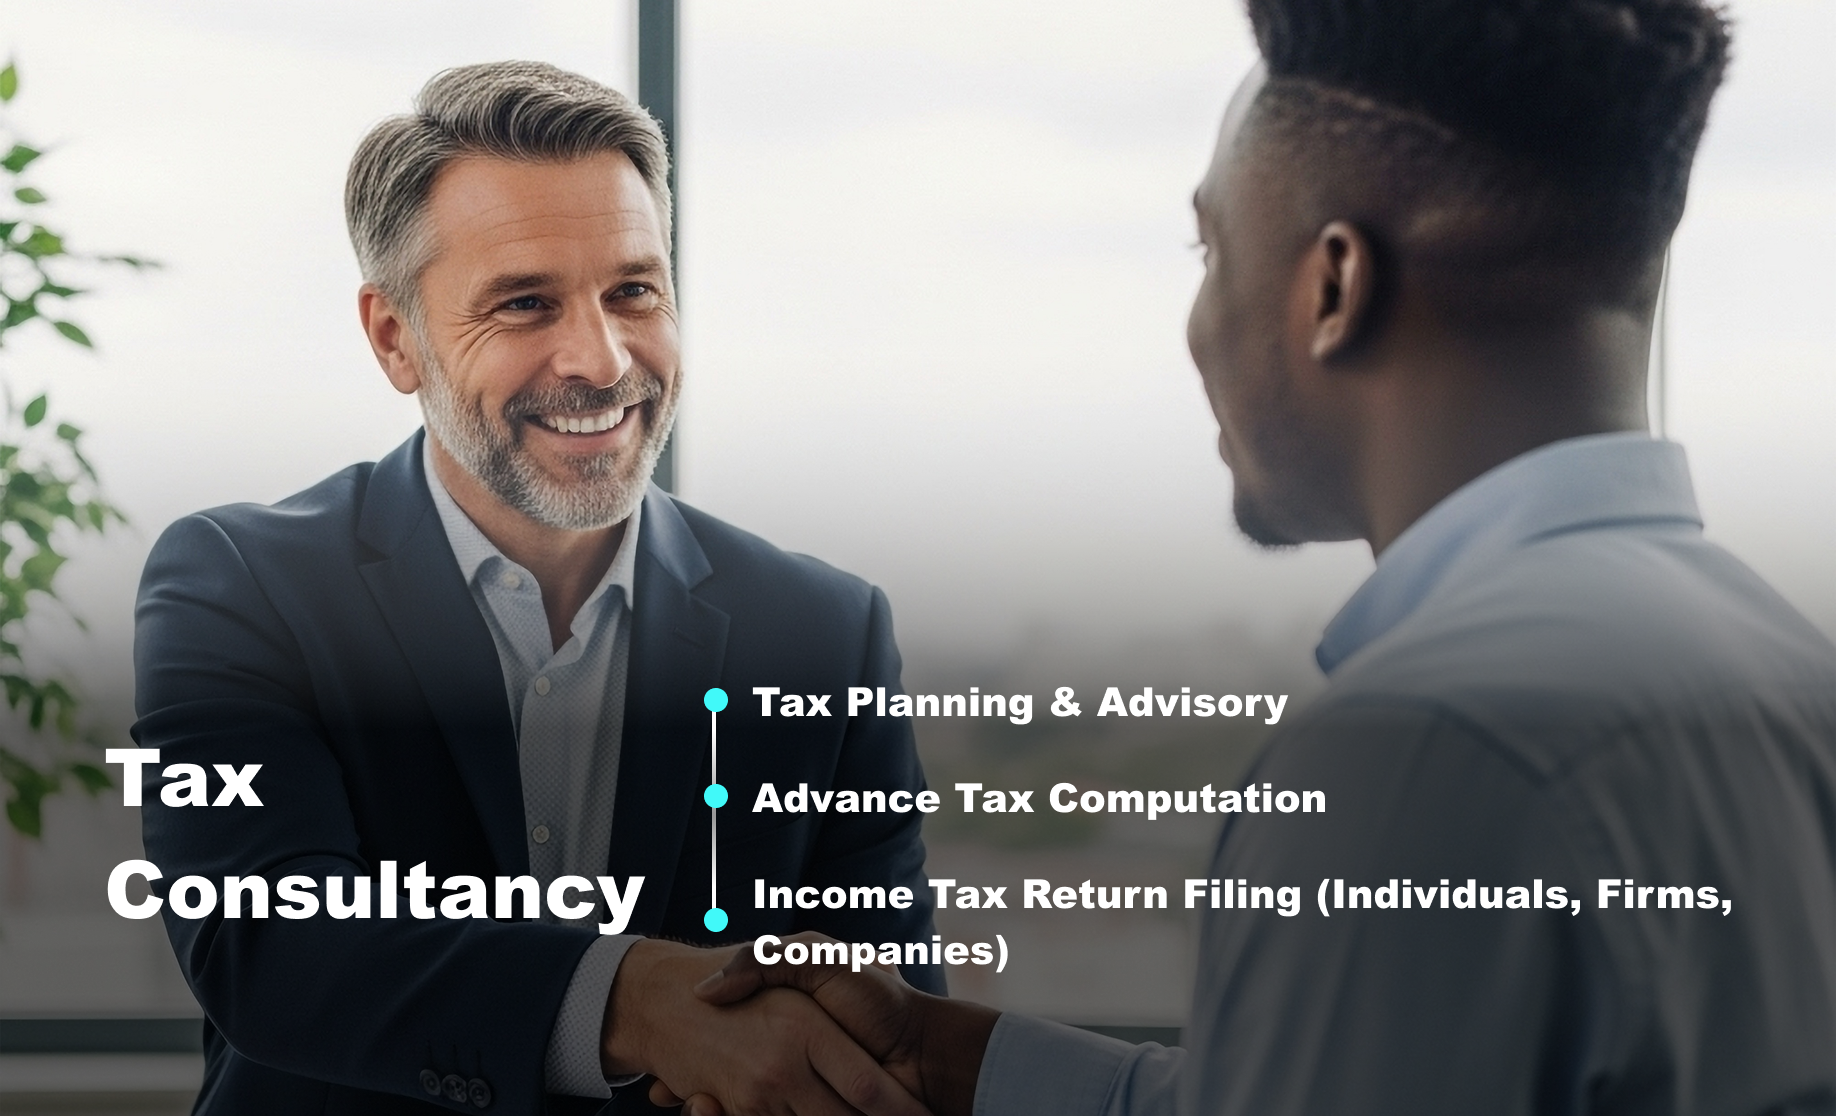 Tax
Consultancy
Tax Planning & Advisory
Advance Tax Computation
Income Tax Return Filing (Individuals, Firms,
Companies)